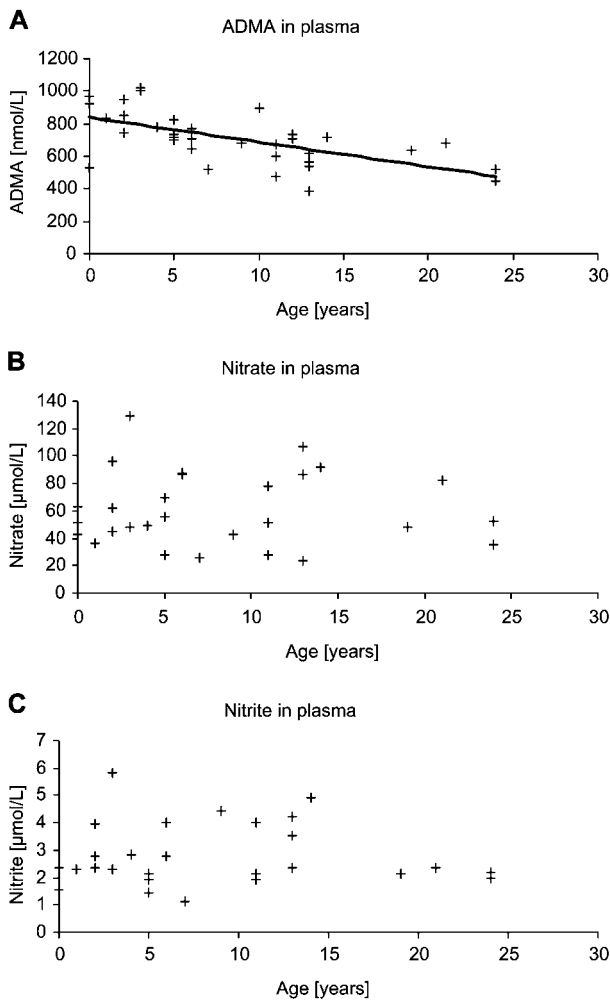 A
ADMA in plasma
1200
1000
800
600
400
200
0
ADMA [nmol/L]
0 5 10 15 20 25 30
Age [years]
B
Nitrate in plasma
140
120
100
80
60
40
20
0
Nitrate [µmol/L]
0 5 10 15 20 25 30
Age [years]
C
Nitrite in plasma
7
6
5
4
3
2
1
0
Nitrite [µmol/L]
0 5 10 15 20 25 30
Age [years]